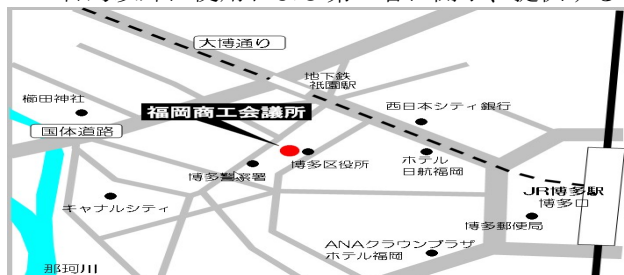 大博通り
地下鉄
祇園駅
櫛田神社
西日本シティ銀行
福岡商工会議所
国体道路
博多区役所
ホテル
日航福岡
博多警察署
JR博多駅
博多口
キャナルシティ
博多郵便局
ANAクラウンプラザ
ホテル福岡
那珂川